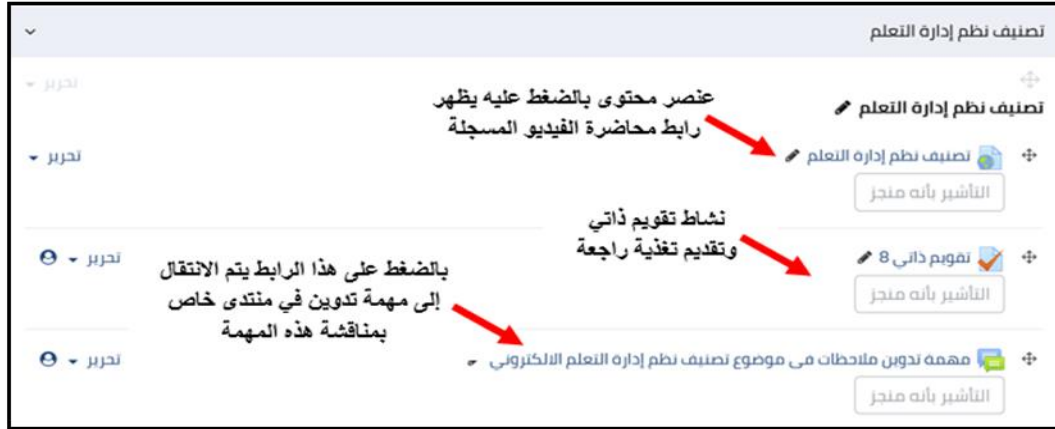 تصنيف نظم إدارة التعلم
تحرير
تصنيف نظم إدارة التعلم
عنصر محتوى بالضغط عليه يظهر
رابط محاضرة الفيديو المسجلة
تصنيف نظم إدارة التعلم
تحرير
التأشير بأنه منجز
نشاط تقويم ذاتي
وتقديم تغذية راجعة
تقويم ذاتي 8
تحرير
التأشير بأنه منجز
بالضغط على هذا الرابط يتم الانتقال
إلى مهمة تدوين في منتدى خاص
بمناقشة هذه المهمة
مهمة تدوين ملاحظات في موضوع تصنيف نظم إدارة التعلم الالكتروني
تحرير
التأشير بأنه منجز